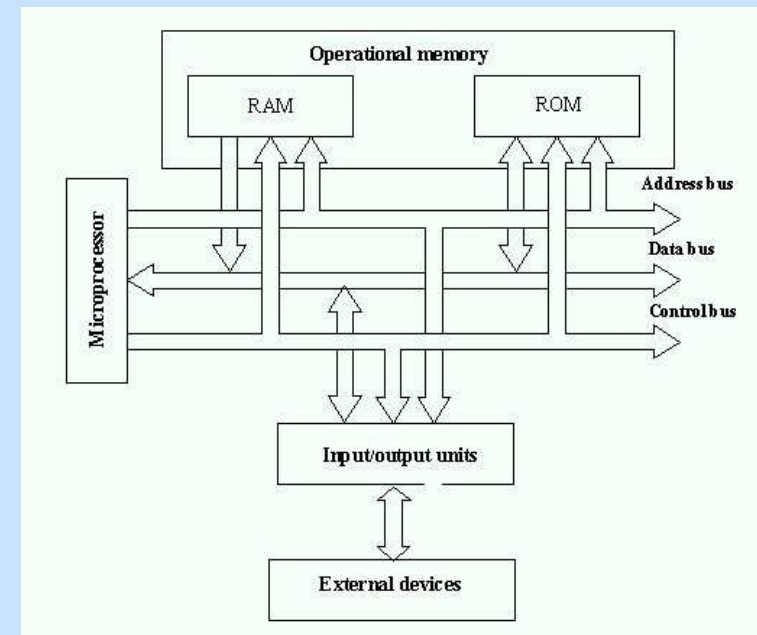 Operational memory
RAM
ROM
Address bus
Microprocessor
Data bus
Control bus
Input/output units
External devices